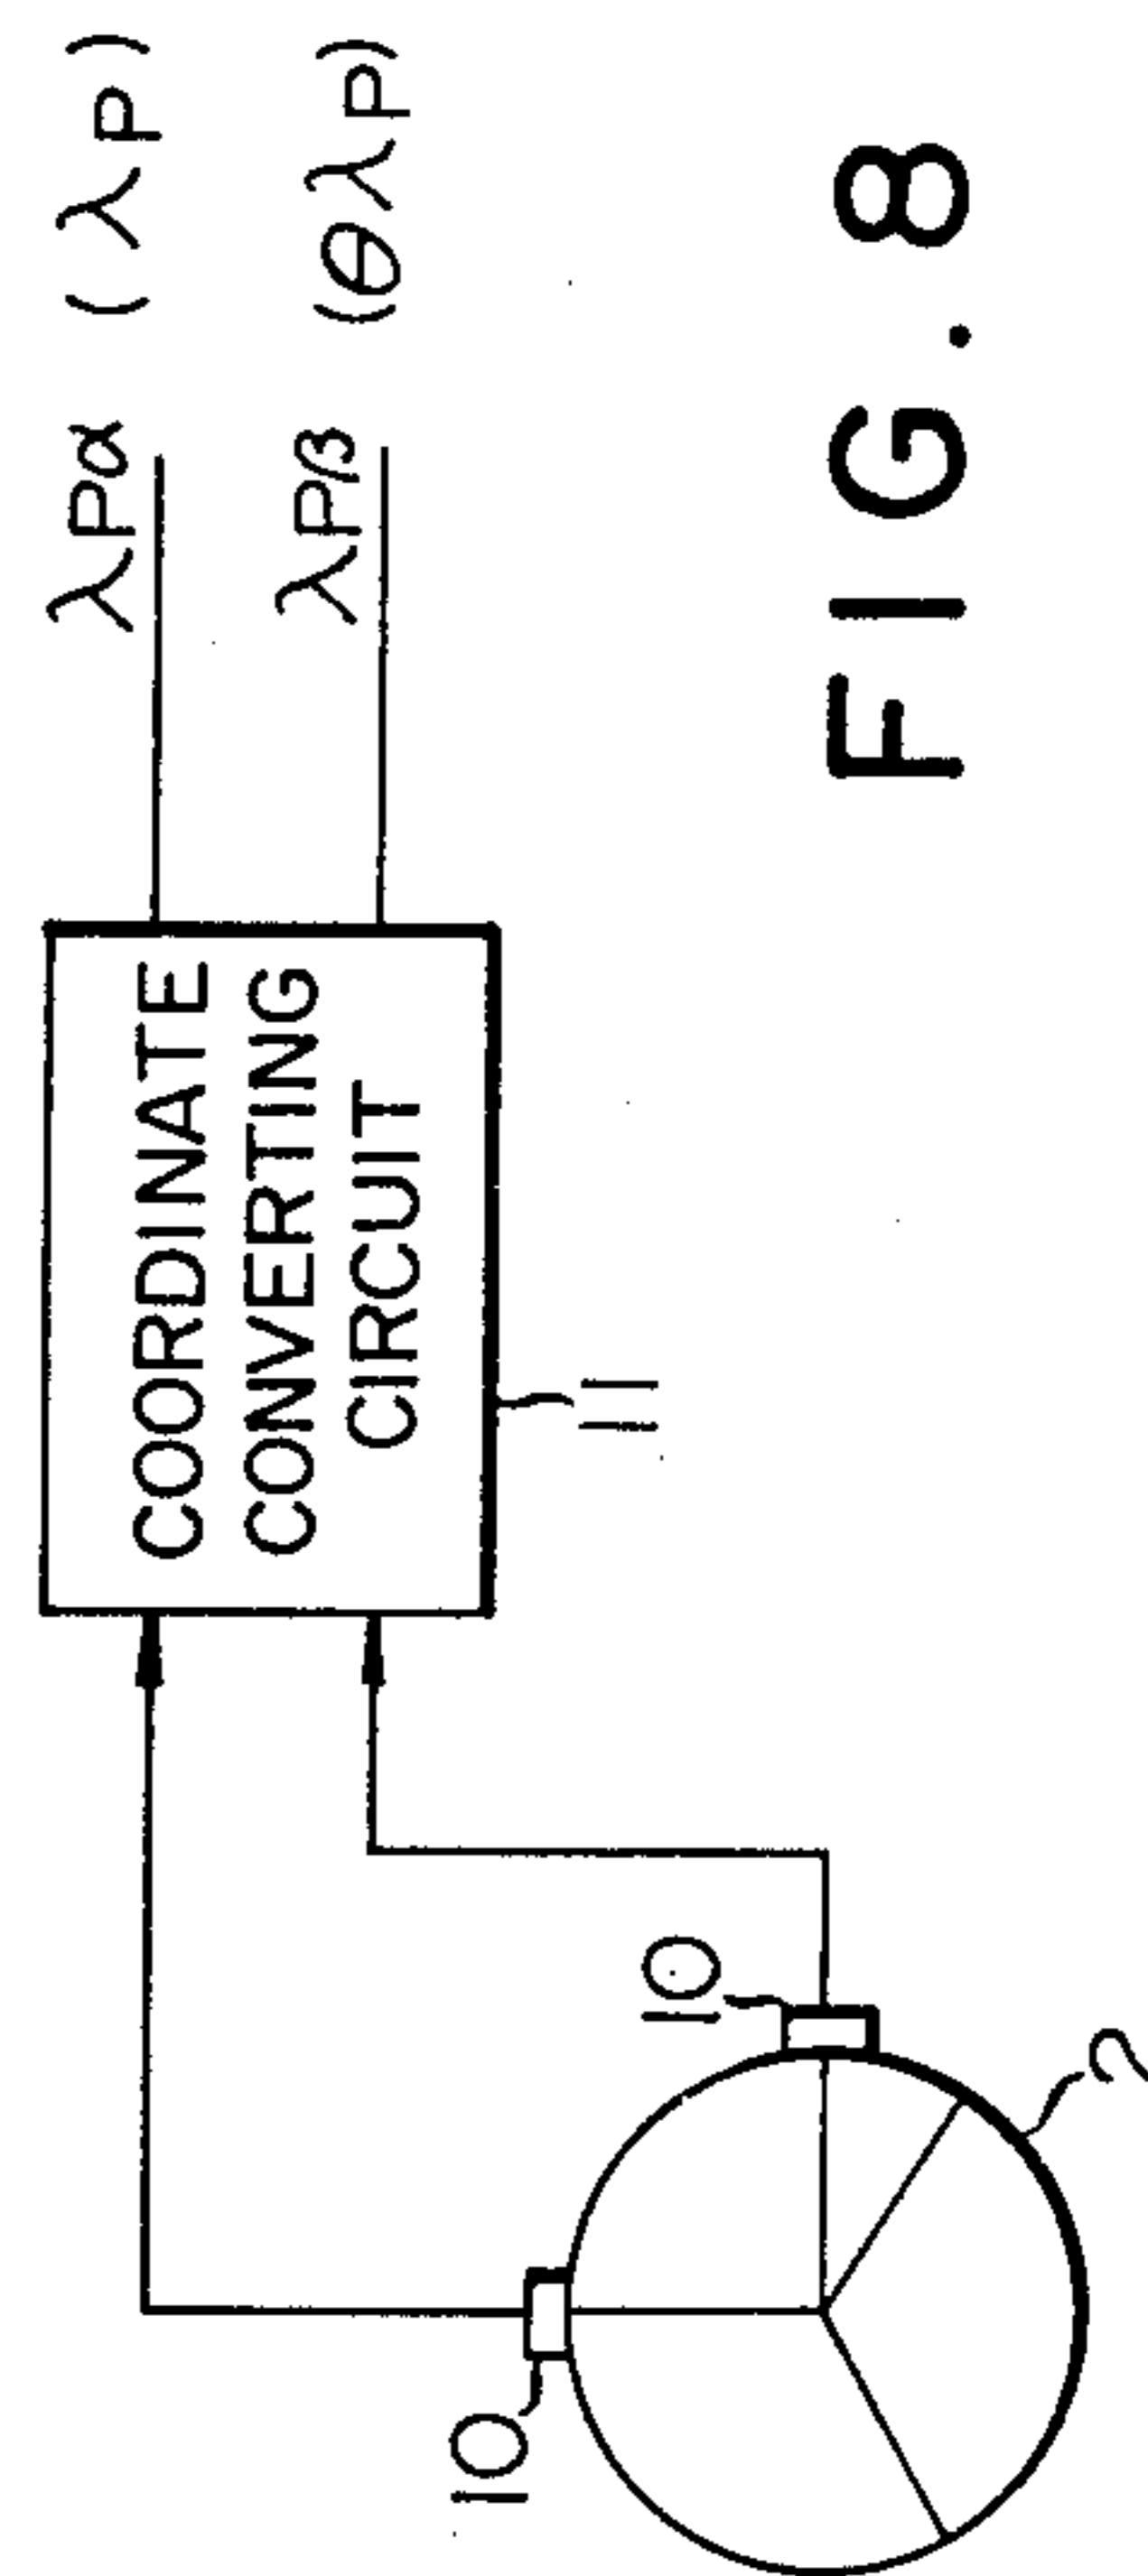 λPα (λP)
λPβ (θλP)
COORDINATE
CONVERTING
CIRCUIT
11
10
10
2
FIG. 8